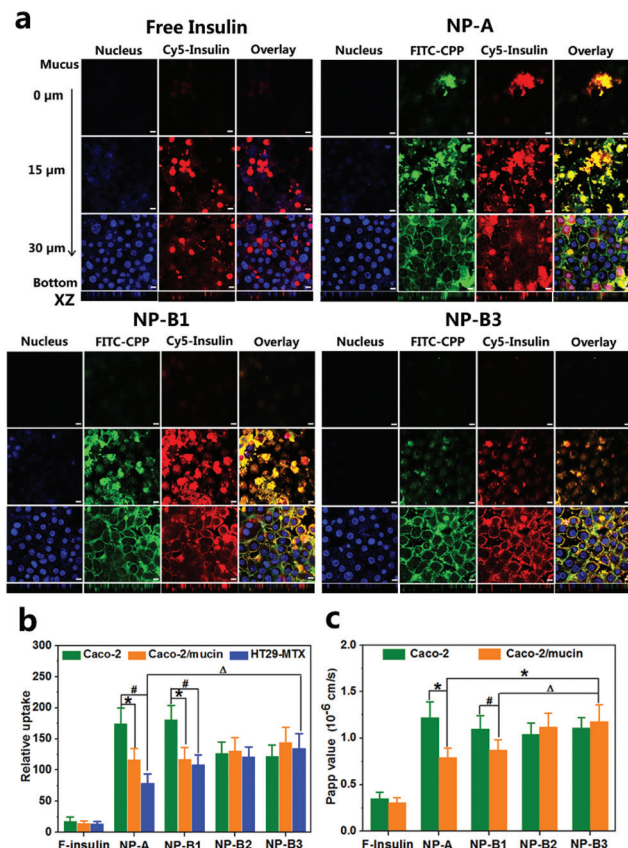 a
Free Insulin
Nucleus Cy5-Insulin Overlay
Mucus
0 μm
15 μm
30 μm
Bottom
XZ
NP-A
Nucleus FITC-CPP Cy5-Insulin Overlay
NP-B1
Nucleus FITC-CPP Cy5-Insulin Overlay
NP-B3
Nucleus FITC-CPP Cy5-Insulin Overlay
b
Caco-2 Caco-2/mucin HT29-MTX
Relative uptake
300
250
200
150
100
50
0
# * # * Δ
F-insulin NP-A NP-B1 NP-B2 NP-B3
c
Caco-2 Caco-2/mucin
Papp value (10⁻⁶ cm/s)
2.0
1.5
1.0
0.5
0.0
* # Δ *
F-insulin NP-A NP-B1 NP-B2 NP-B3